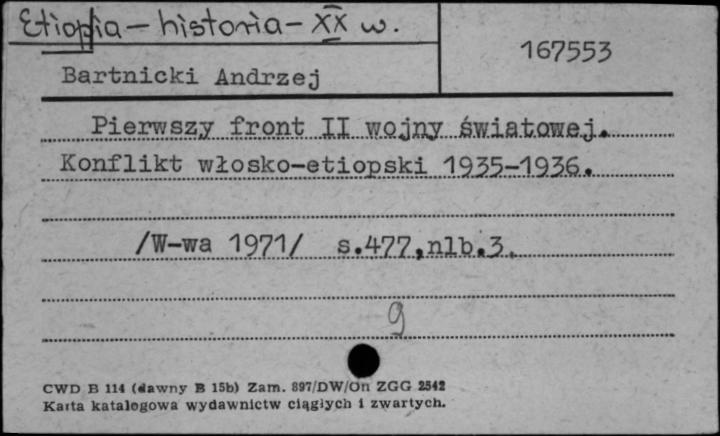 Etiopia - historia - XX w.
167553
Bartnicki Andrzej
Pierwszy front II wojny światowej.
Konflikt włosko-etiopski 1935-1936.
/W-wa 1971/ s.477,nlb.3.
9
CWD B 114 (dawny B 15b) Zam. 897/DW/On ZGG 2542
Karta katalogowa wydawnictw ciągłych i zwartych.